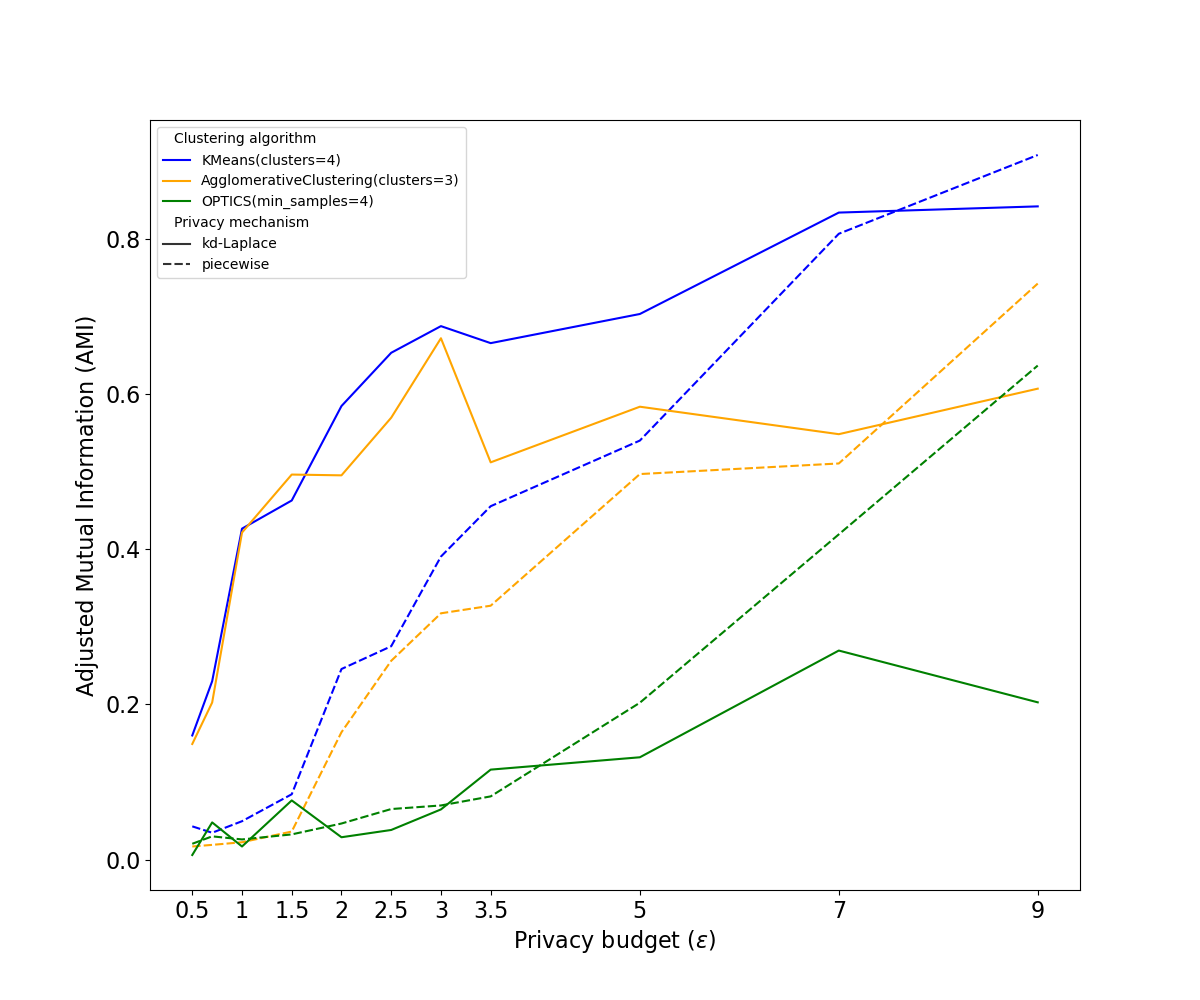 Clustering algorithm
KMeans(clusters=4)
AgglomerativeClustering(clusters=3)
OPTICS(min_samples=4)
Privacy mechanism
kd-Laplace
piecewise
Adjusted Mutual Information (AMI)
0.8
0.6
0.4
0.2
0.0
0.5 1 1.5 2 2.5 3 3.5 5 7 9
Privacy budget (ε)